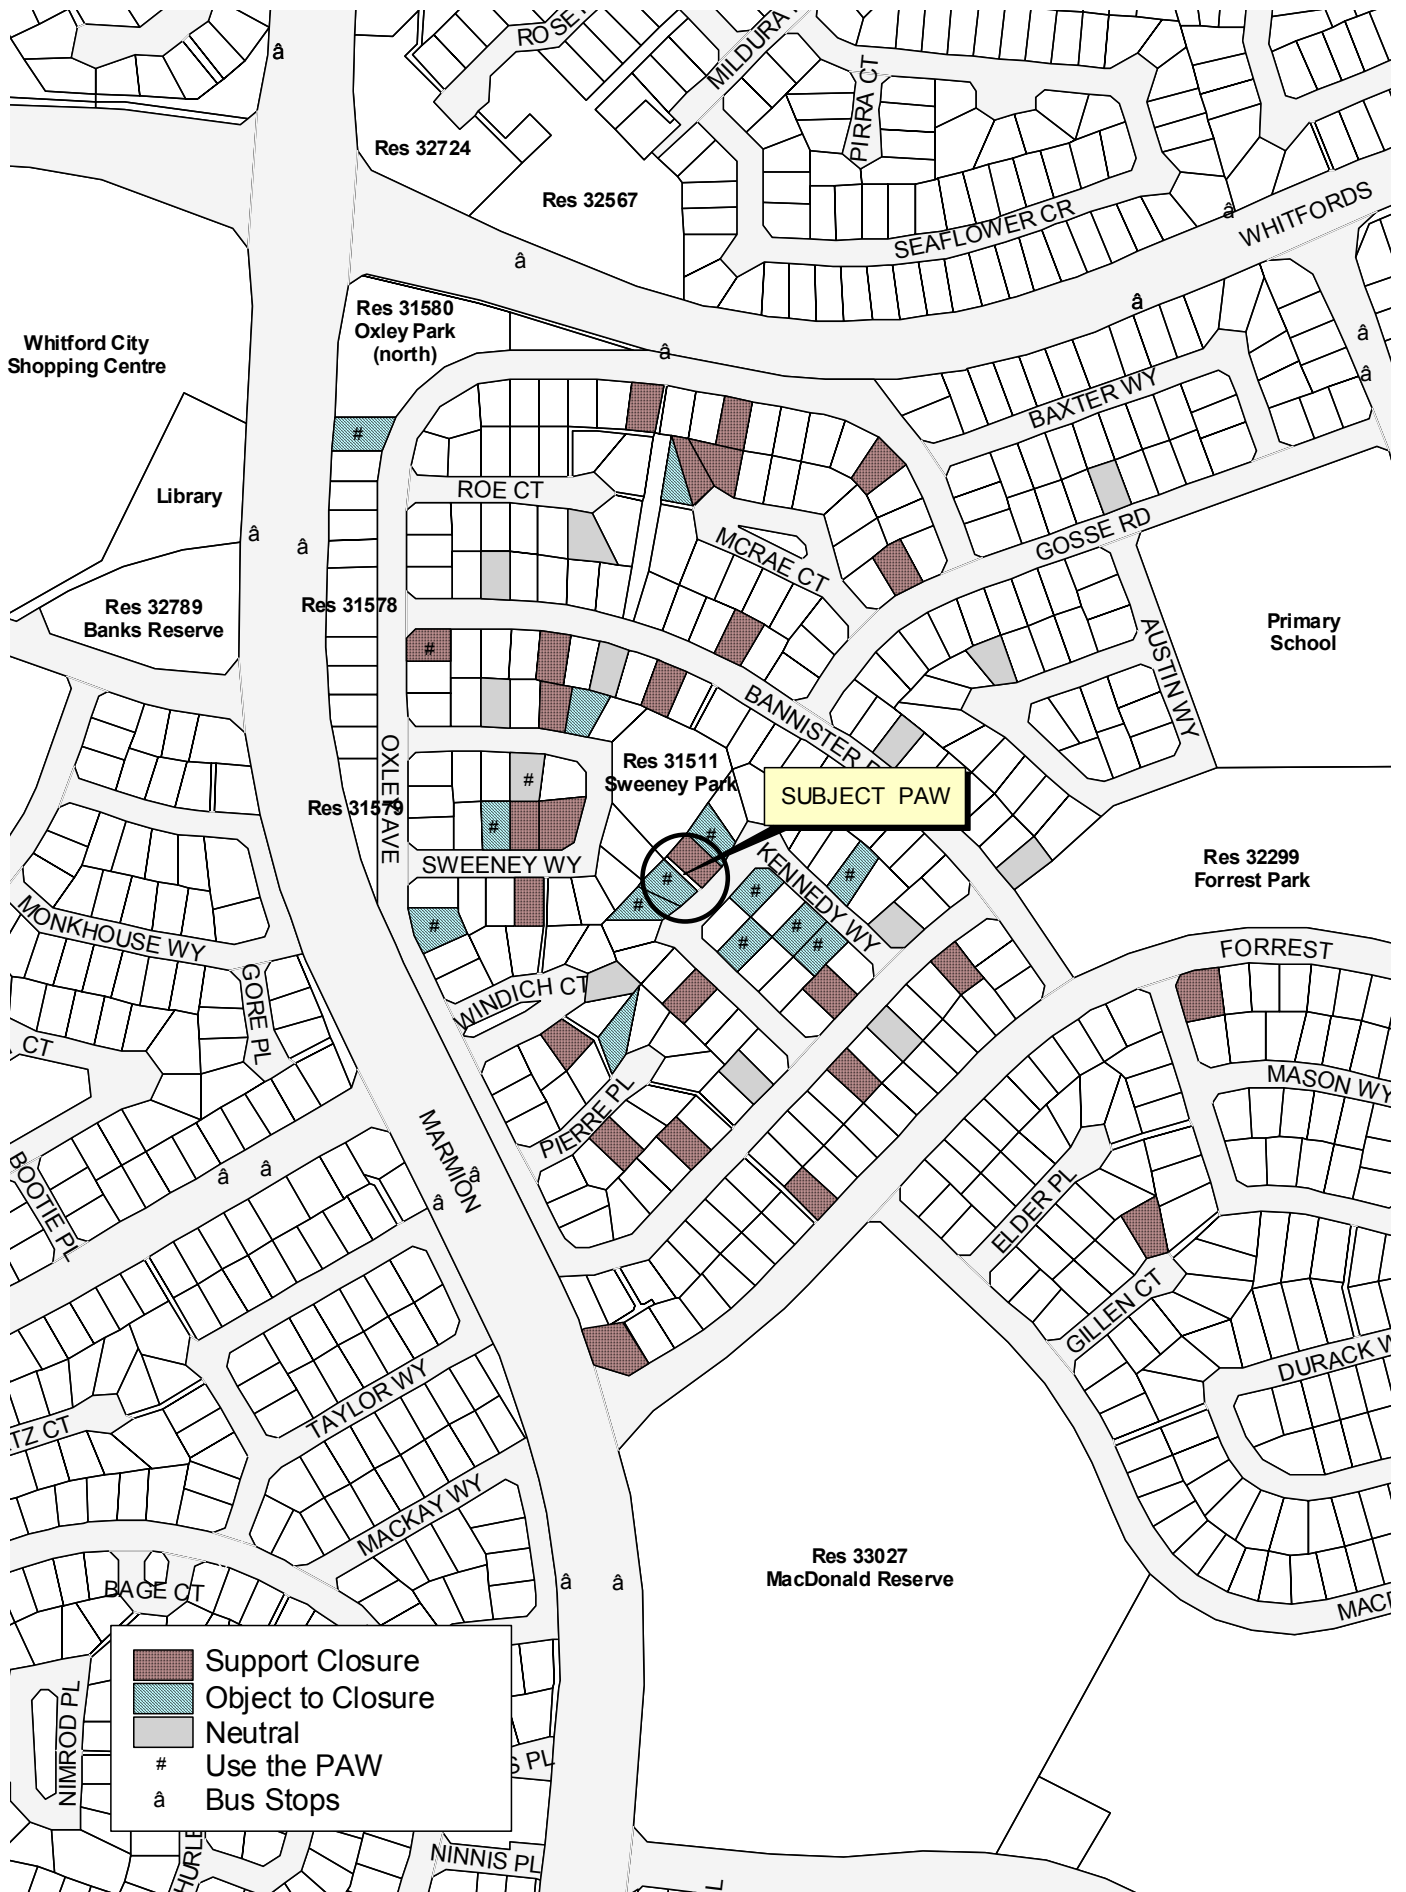 â
ROSE
MILDURA
PIRRA CT
Res 32724
Res 32567
SEAFLOWER CR
â
WHITFORDS
â
â
Whitford City
Shopping Centre
Res 31580
Oxley Park
(north)
â
â
â
BAXTER WY
#
ROE CT
Library
â
â
GOSSE RD
MCRAE CT
Res 32789
Banks Reserve
Res 31578
Primary
School
AUSTIN WY
#
BANNISTER
OXLEY AVE
Res 31511
Sweeney Park
#
SUBJECT PAW
Res 31579
#
#
SWEENEY WY
KENNEDY WY
Res 32299
Forrest Park
#
#
#
#
#
#
#
#
MONKHOUSE WY
FORREST
GORE PL
WINDICH CT
CT
MASON WY
PIERRE PL
MARMION
BOOTIE PL
â
â
â
â
ELDER PL
GILLEN CT
DURACK W
TAYLOR WY
TZ CT
MACKAY WY
Res 33027
MacDonald Reserve
â
â
BAGE CT
MACD
Support Closure
Object to Closure
Neutral
# Use the PAW
â Bus Stops
NIMROD PL
S PL
HURLE
NINNIS PL
L